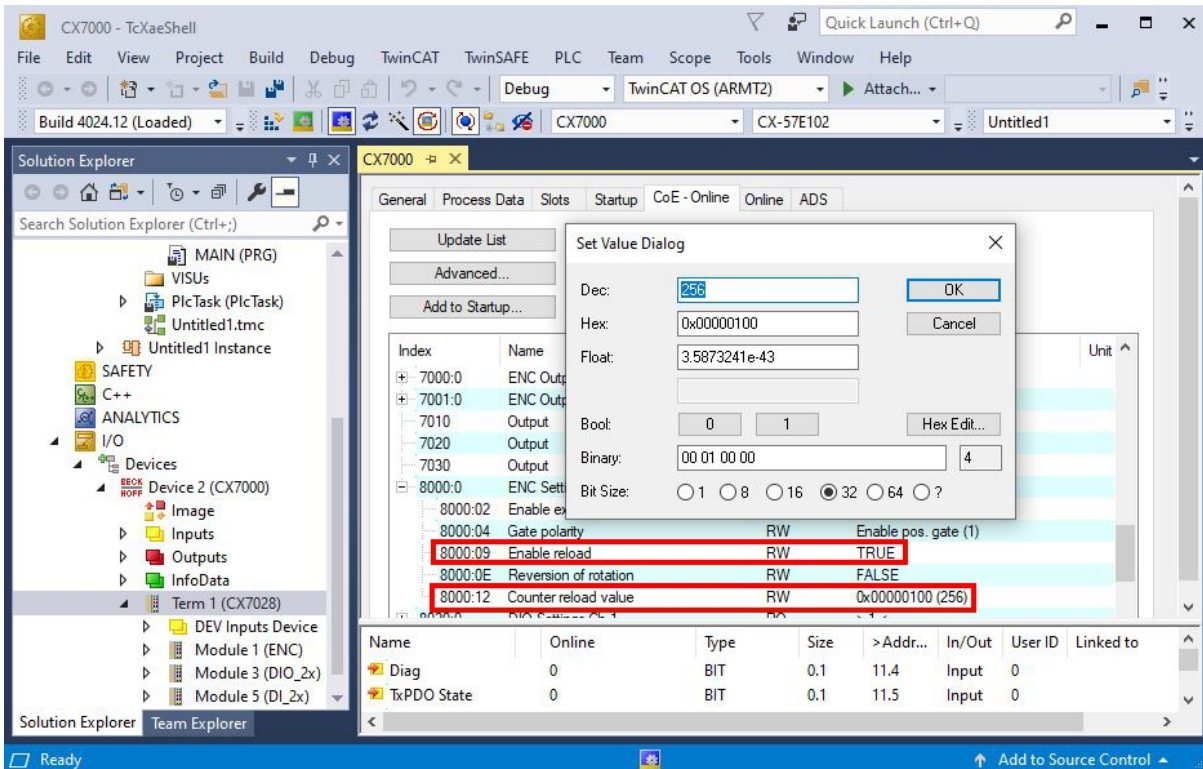 CX7000 - TcXaeShell
Quick Launch (Ctrl+Q)
File Edit View Project Build Debug TwinCAT TwinSAFE PLC Team Scope Tools Window Help
Debug TwinCAT OS (ARMT2) Attach...
Build 4024.12 (Loaded) CX7000 CX-57E102 Untitled1
Solution Explorer
Search Solution Explorer (Ctrl+;)
MAIN (PRG)
VISUs
PlcTask (PlcTask)
Untitled1.tmc
Untitled1 Instance
SAFETY
C++
ANALYTICS
I/O
Devices
BECKHOFF Device 2 (CX7000)
Image
Inputs
Outputs
InfoData
Term 1 (CX7028)
DEV Inputs Device
Module 1 (ENC)
Module 3 (DIO_2x)
Module 5 (DI_2x)
Solution Explorer Team Explorer
CX7000
General Process Data Slots Startup CoE - Online Online ADS
Update List
Advanced...
Add to Startup...
Set Value Dialog
Dec: 256 OK
Hex: 0x00000100 Cancel
Float: 3.5873241e-43
Bool: 0 1 Hex Edit...
Binary: 00 01 00 00 4
Bit Size: 1 8 16 32 64 ?
Index Name Unit
7000:0 ENC Outp
7001:0 ENC Outp
7010 Output
7020 Output
7030 Output
8000:0 ENC Setti
8000:02 Enable ex
8000:04 Gate polarity RW Enable pos. gate (1)
8000:09 Enable reload RW TRUE
8000:0E Reversion of rotation RW FALSE
8000:12 Counter reload value RW 0x00000100 (256)
Name Online Type Size >Addr... In/Out User ID Linked to
Diag 0 BIT 0.1 11.4 Input 0
TxPDO State 0 BIT 0.1 11.5 Input 0
Ready Add to Source Control